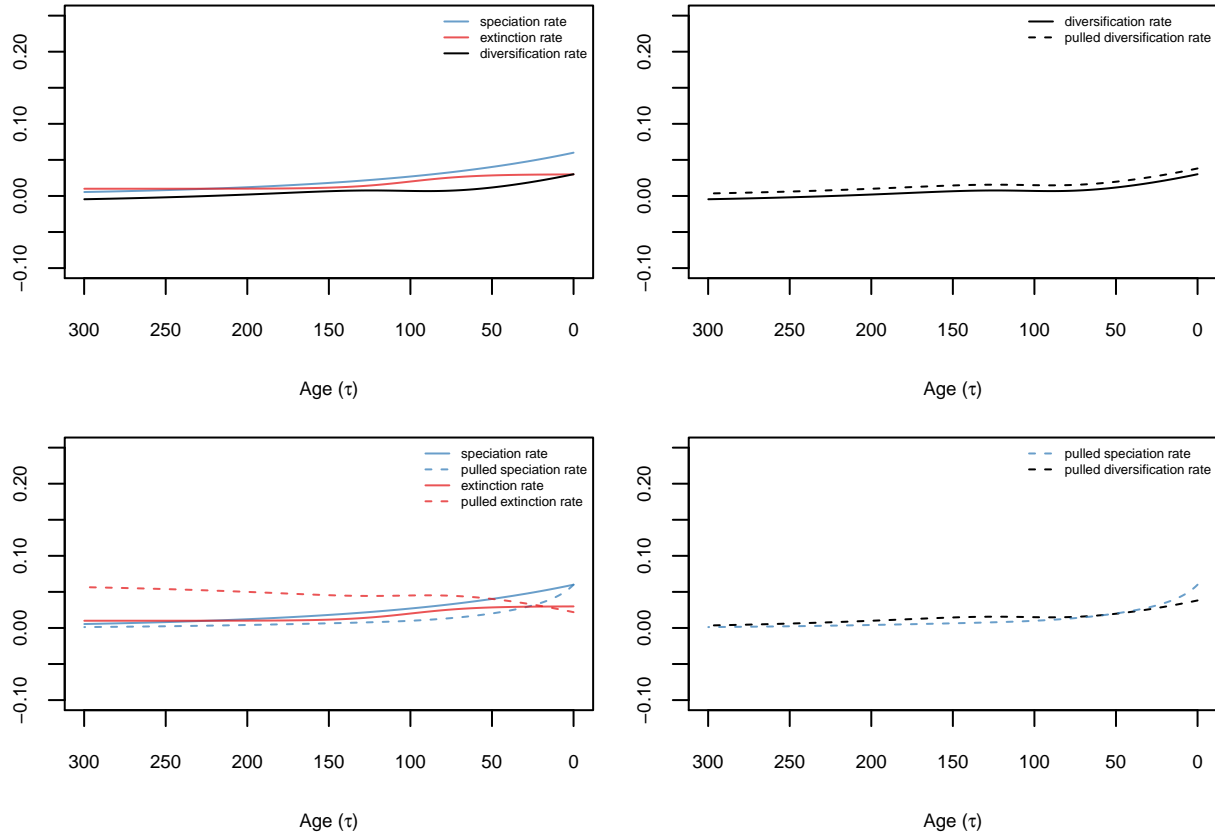 speciation rate
extinction rate
diversification rate
0.20
0.10
0.00
−0.10
300 250 200 150 100 50 0
Age (τ)
diversification rate
pulled diversification rate
0.20
0.10
0.00
−0.10
300 250 200 150 100 50 0
Age (τ)
speciation rate
pulled speciation rate
extinction rate
pulled extinction rate
0.20
0.10
0.00
−0.10
300 250 200 150 100 50 0
Age (τ)
pulled speciation rate
pulled diversification rate
0.20
0.10
0.00
−0.10
300 250 200 150 100 50 0
Age (τ)